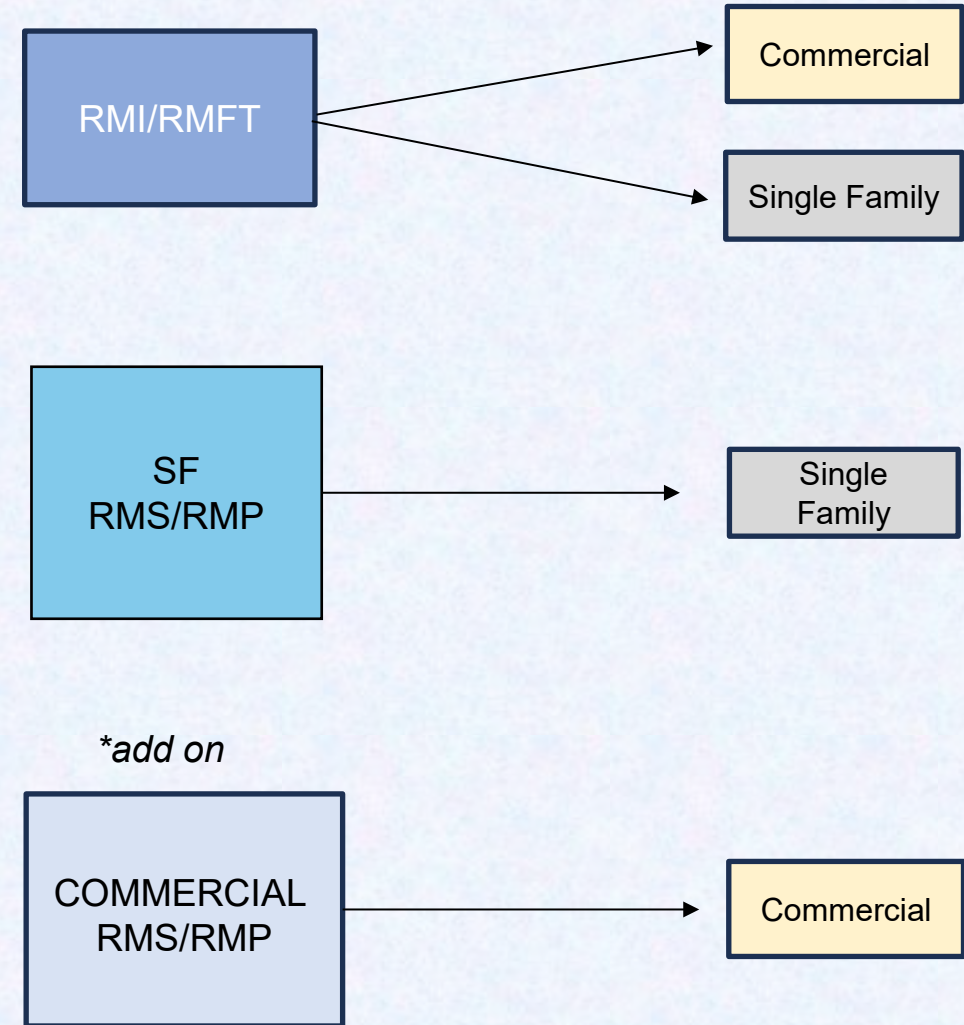 Commercial
RMI/RMFT
Single Family
SF
RMS/RMP
Single
Family
*add on
COMMERCIAL
RMS/RMP
Commercial